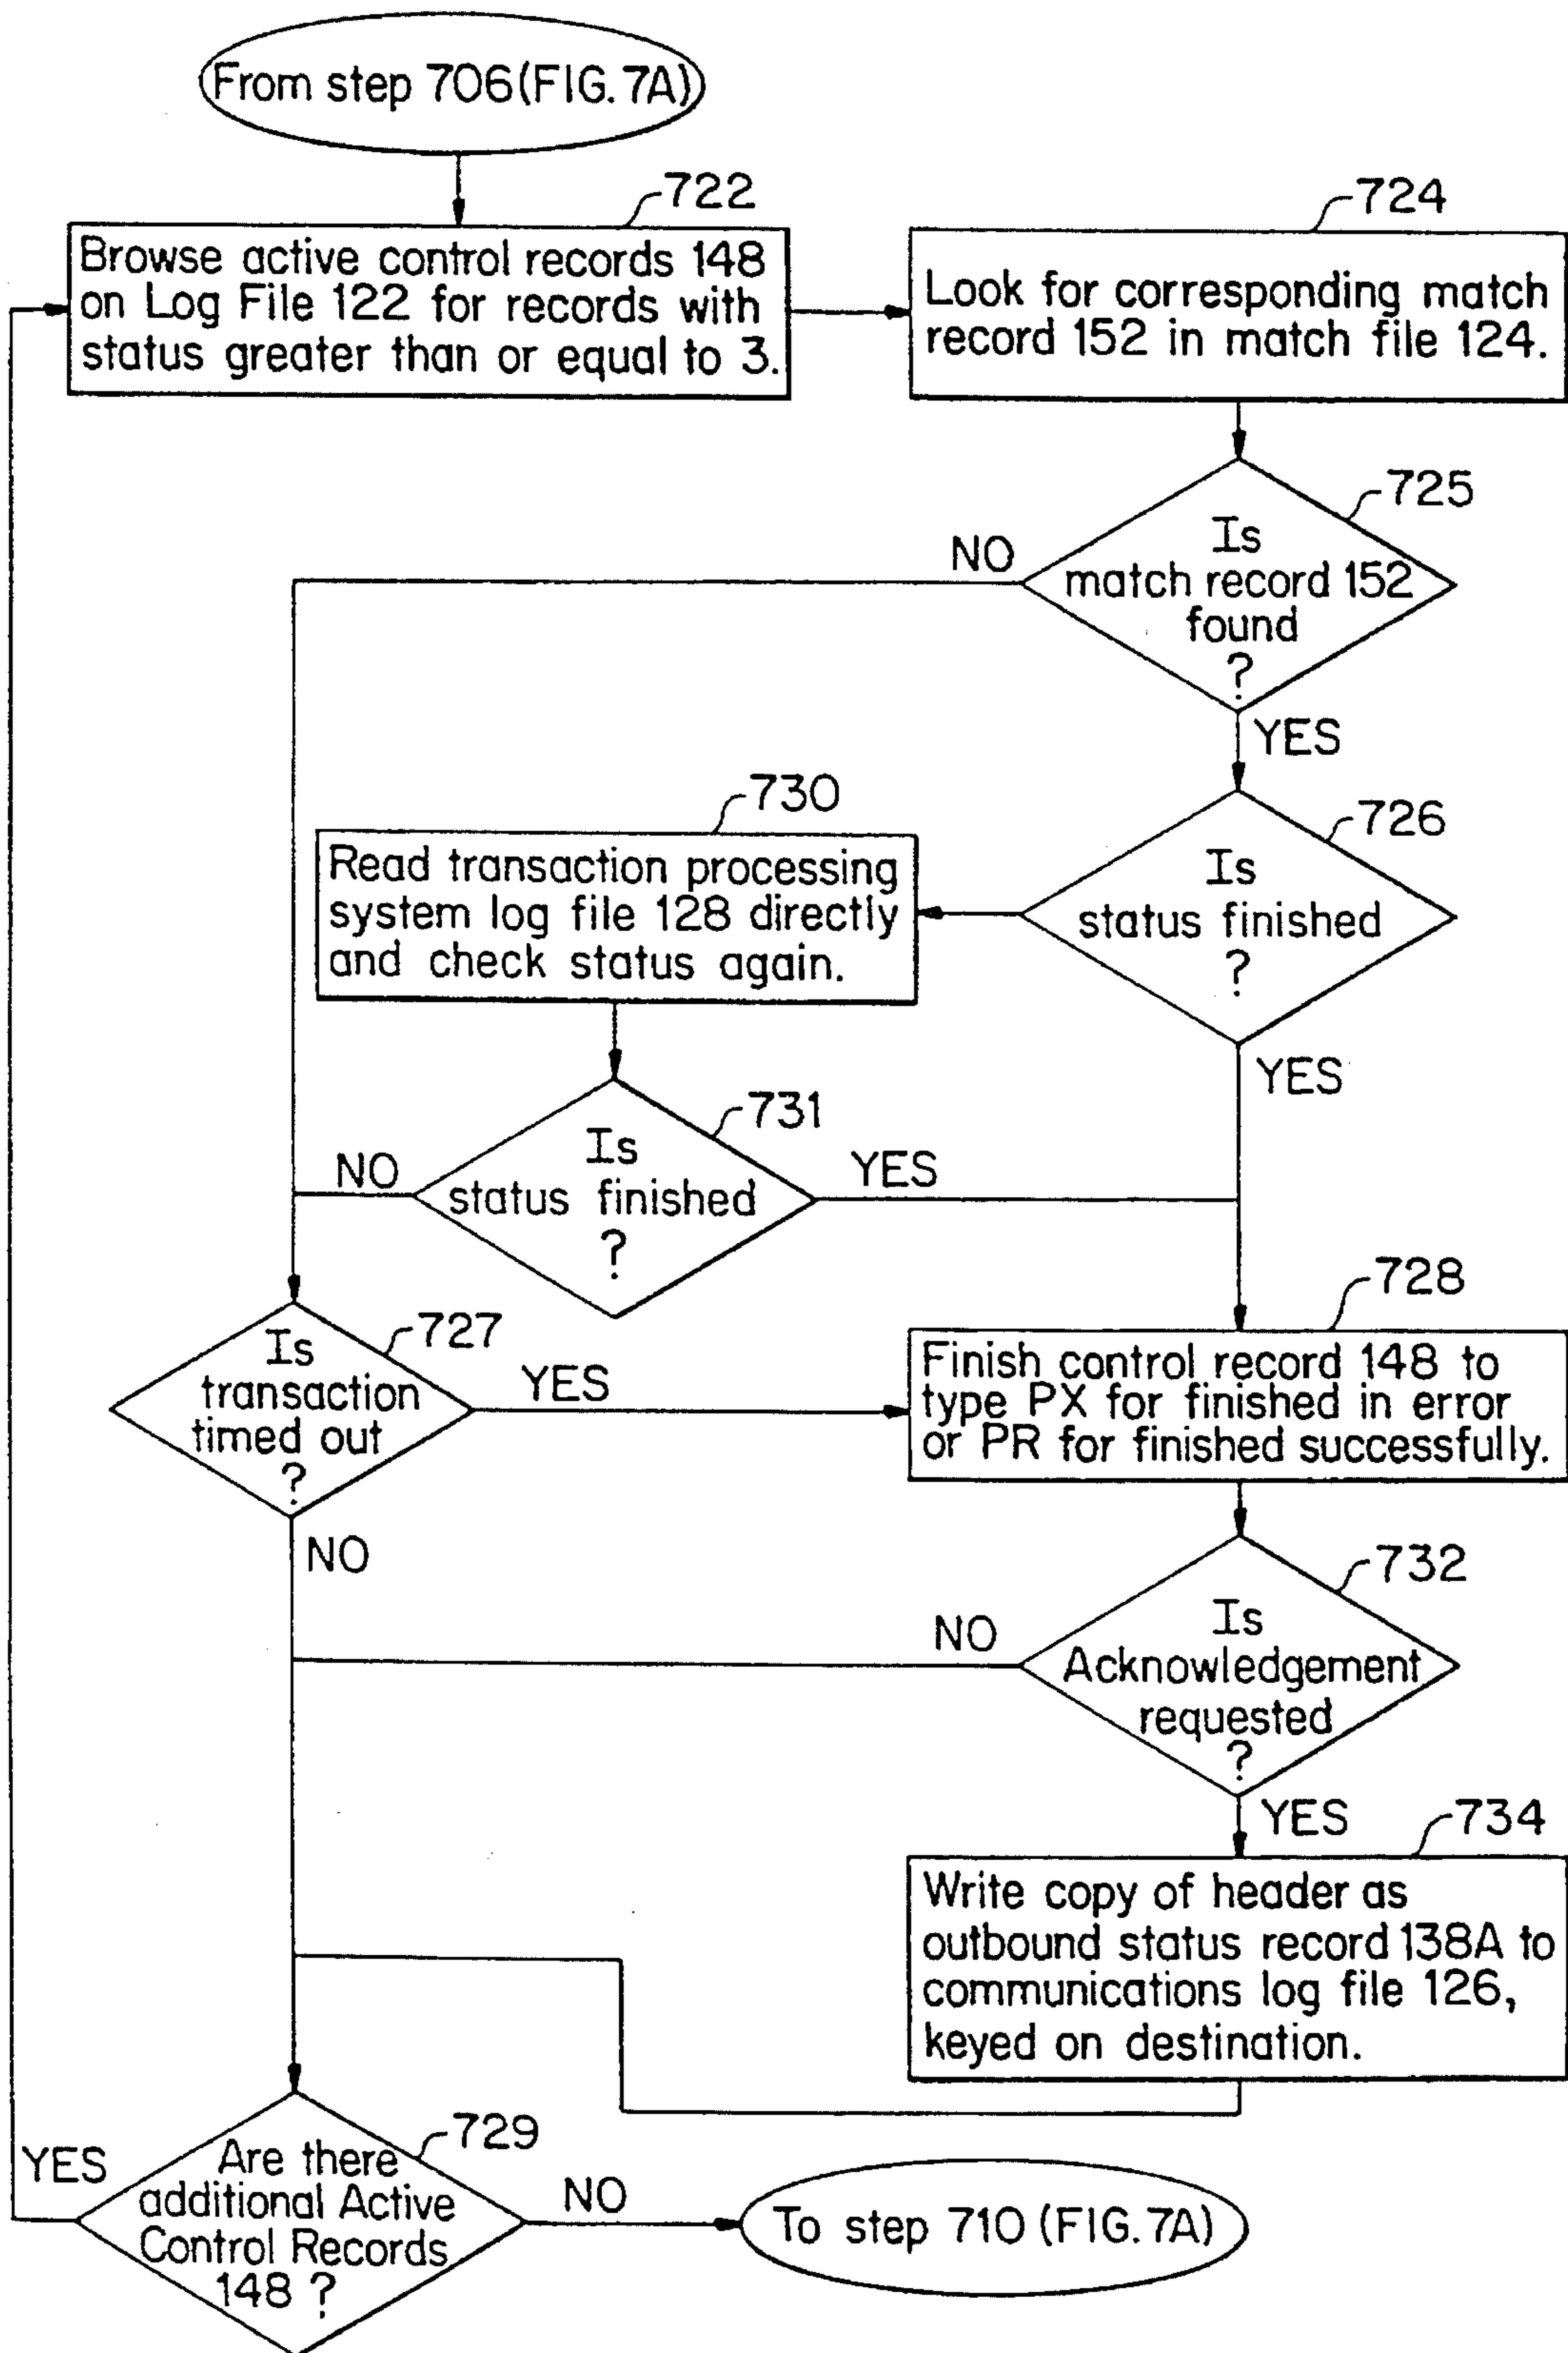 From step 706 (FIG. 7A)
722
Browse active control records 148
on Log File 122 for records with
status greater than or equal to 3.
724
Look for corresponding match
record 152 in match file 124.
725
Is
match record 152
found
?
NO
YES
726
Is
status finished
?
YES
730
Read transaction processing
system log file 128 directly
and check status again.
731
Is
status finished
?
NO
YES
727
Is
transaction
timed out
?
YES
NO
728
Finish control record 148 to
type PX for finished in error
or PR for finished successfully.
732
Is
Acknowledgement
requested
?
NO
YES
734
Write copy of header as
outbound status record 138A to
communications log file 126,
keyed on destination.
729
Are there
additional Active
Control Records
148 ?
YES
NO
To step 710 (FIG. 7A)